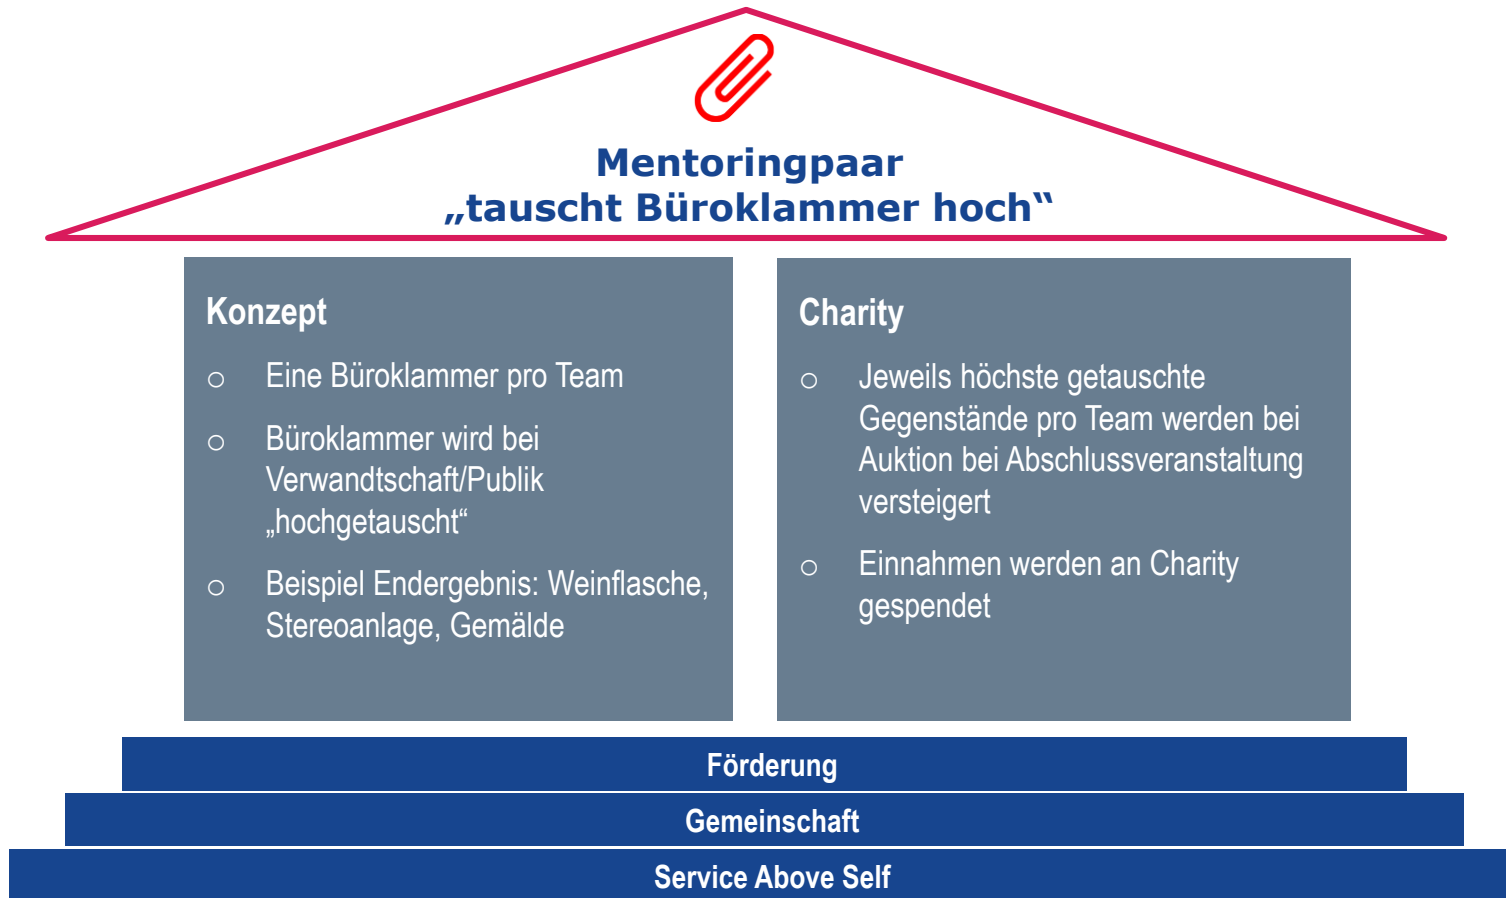 Mentoringpaar
„tauscht Büroklammer hoch“
Konzept
o Eine Büroklammer pro Team
o Büroklammer wird bei
Verwandtschaft/Publik
„hochgetauscht“
o Beispiel Endergebnis: Weinflasche,
Stereoanlage, Gemälde
Charity
o Jeweils höchste getauschte
Gegenstände pro Team werden bei
Auktion bei Abschlussveranstaltung
versteigert
o Einnahmen werden an Charity
gespendet
Förderung
Gemeinschaft
Service Above Self